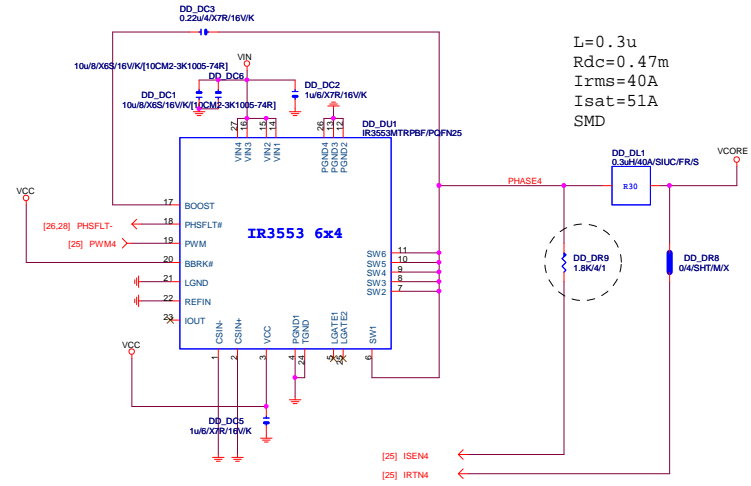 DD_DC3
0.22u/4/X7R/16V/K
L=0.3u
Rdc=0.47m
Irms=40A
Isat=51A
SMD
10u/8/X6S/16V/K/[10CM2-3K1005-74R]
VIN
DD_DC6
DD_DC1
10u/8/X6S/16V/K/[10CM2-3K1005-74R]
DD_DC2
1u/6/X7R/16V/K
DD_DU1
IR3553MTRPBF/PQFN25
27
16
15
14
26
13
12
VIN4
VIN3
VIN2
VIN1
PGND4
PGND3
PGND2
DD_DL1
0.3uH/40A/SIUC/FR/S
VCORE
PHASE4
R30
VCC
17
BOOST
[26,28] PHSFLT-
18
PHSFLT#
[25] PWM4
19
PWM
IR3553 6x4
20
BBRK#
21
LGND
22
REFIN
23
IOUT
SW6
11
SW5
10
SW4
9
SW3
8
SW2
7
DD_DR9
1.8K/4/1
DD_DR8
0/4/SHT/M/X
CSIN-
CSIN+
VCC
PGND1
TGND
LGATE1
LGATE2
SW1
1
2
3
4
24
5
25
6
VCC
DD_DC5
1u/6/X7R/16V/K
[25] ISEN4
[25] IRTN4